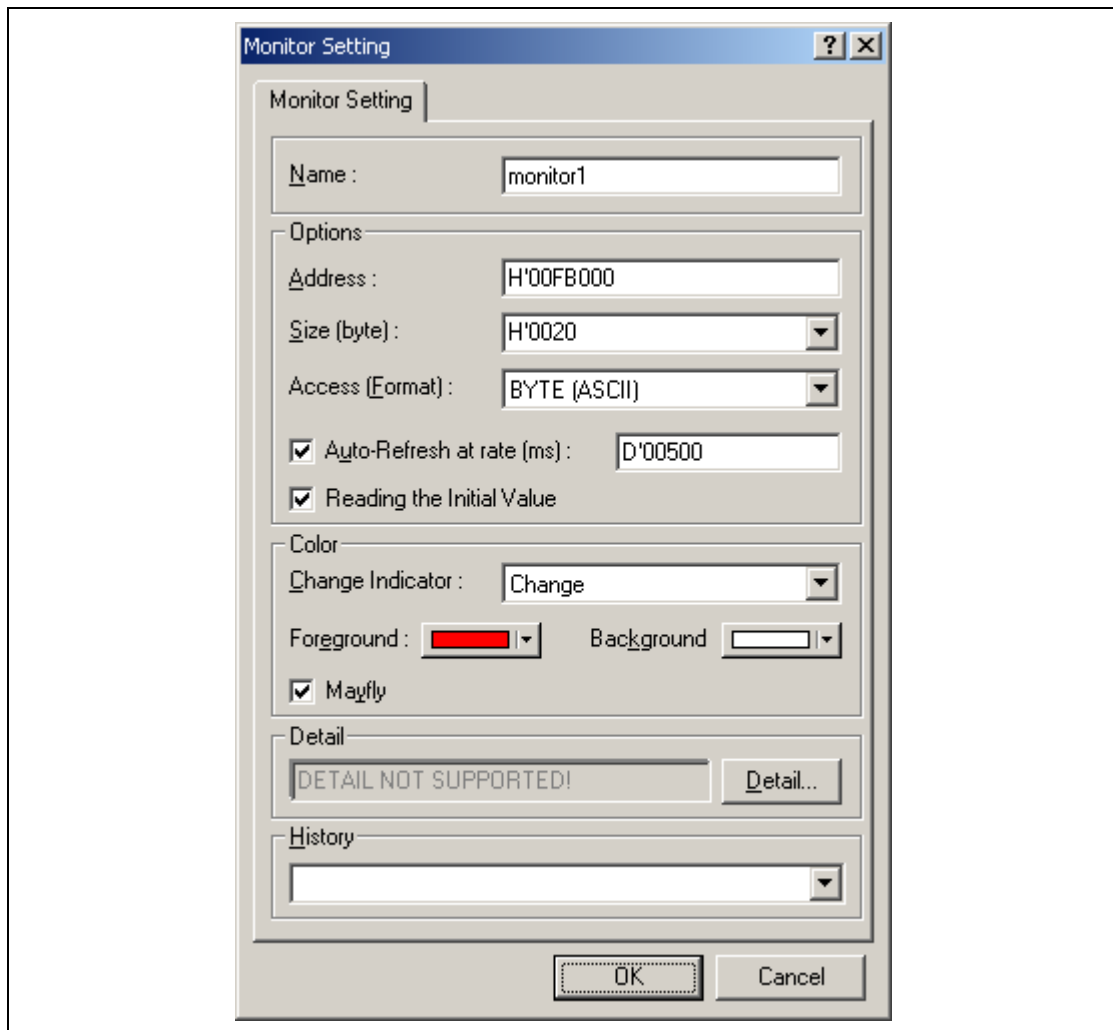 Monitor Setting
Monitor Setting
Name :
monitor1
Options
Address :
H'00FB000
Size (byte) :
H'0020
Access (Format) :
BYTE (ASCII)
Auto-Refresh at rate (ms) :
D'00500
Reading the Initial Value
Color
Change Indicator :
Change
Foreground :
Background
Mayfly
Detail
DETAIL NOT SUPPORTED!
Detail...
History
OK
Cancel